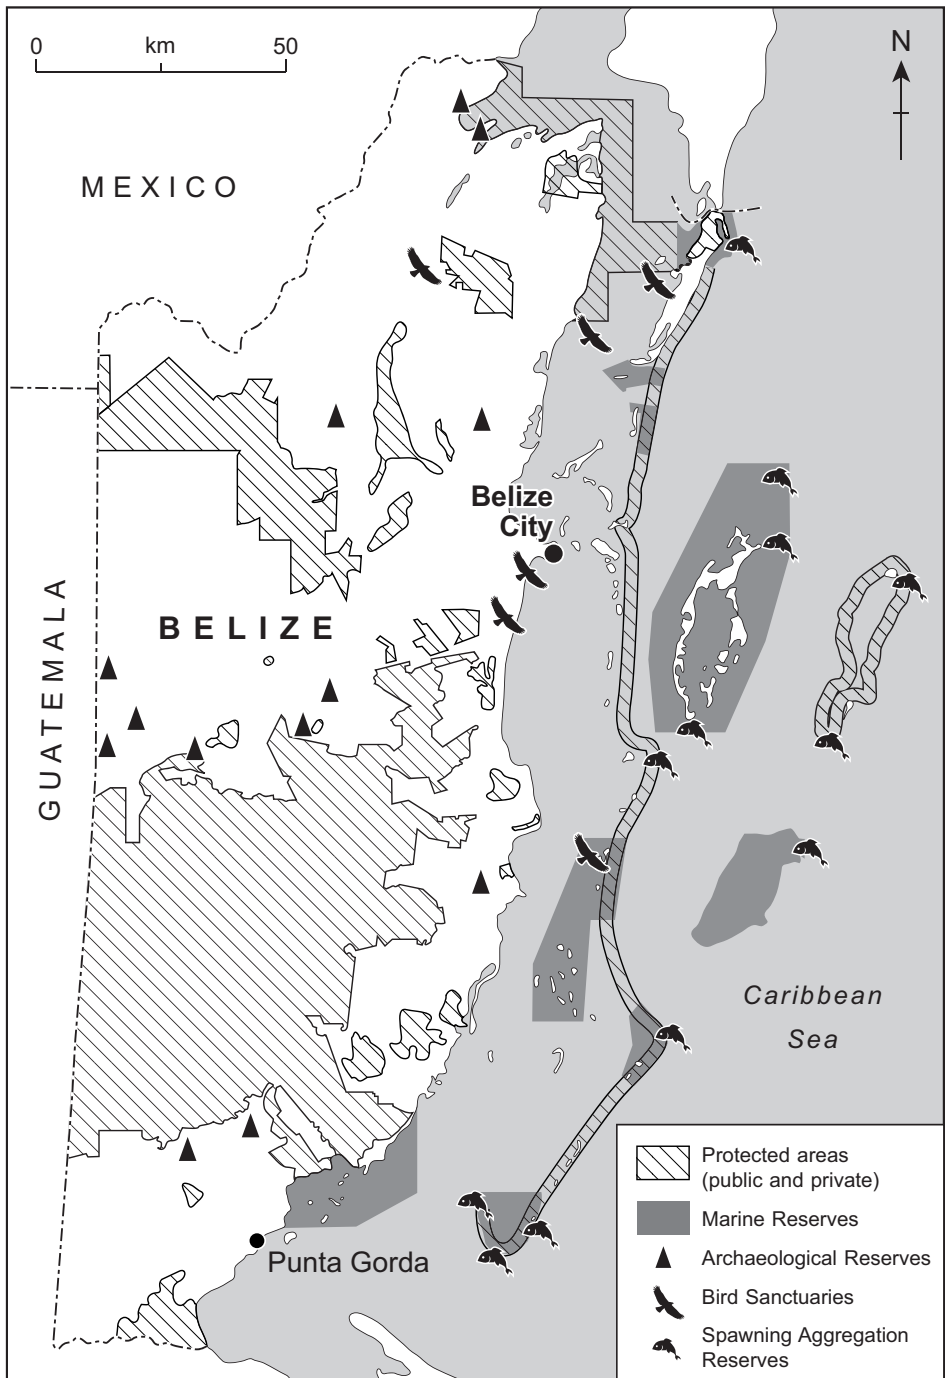 0 km 50
N
MEXICO
Belize
City
BELIZE
GUATEMALA
Caribbean
Sea
Punta Gorda
Protected areas
(public and private)
Marine Reserves
Archaeological Reserves
Bird Sanctuaries
Spawning Aggregation
Reserves